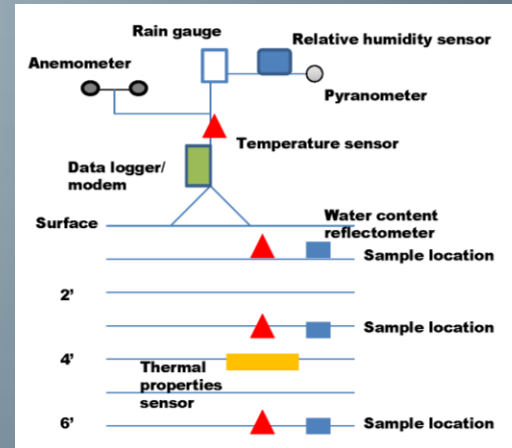 Rain gauge
Relative humidity sensor
Anemometer
Pyranometer
Temperature sensor
Data logger/
modem
Surface
Water content
reflectometer
Sample location
2’
Sample location
4’
Thermal
properties
sensor
6’
Sample location